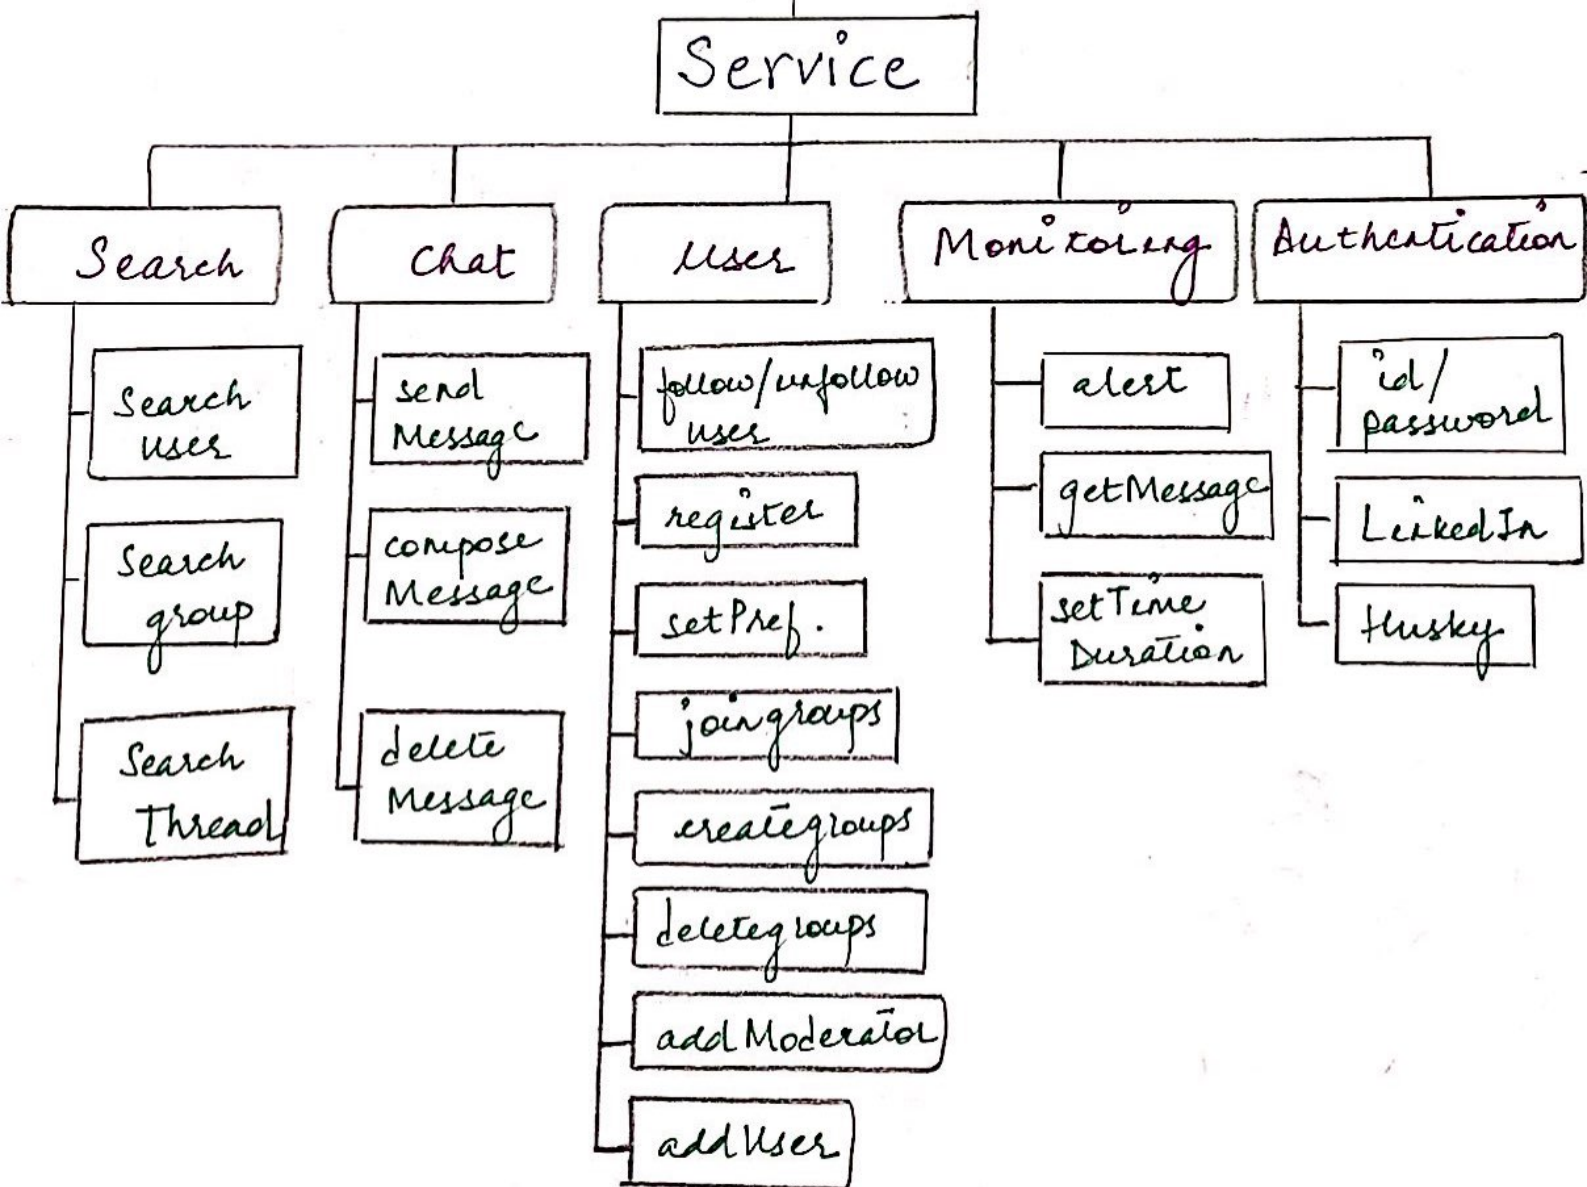 Service
Search
Chat
User
Monitoring
Authentication
Search
user
Search
group
Search
Thread
send
Message
compose
Message
delete
Message
follow/unfollow
user
register
setPref.
joingroups
creategroups
deletegroups
addModerator
addUser
alert
getMessage
setTime
Duration
id/
password
LinkedIn
Husky